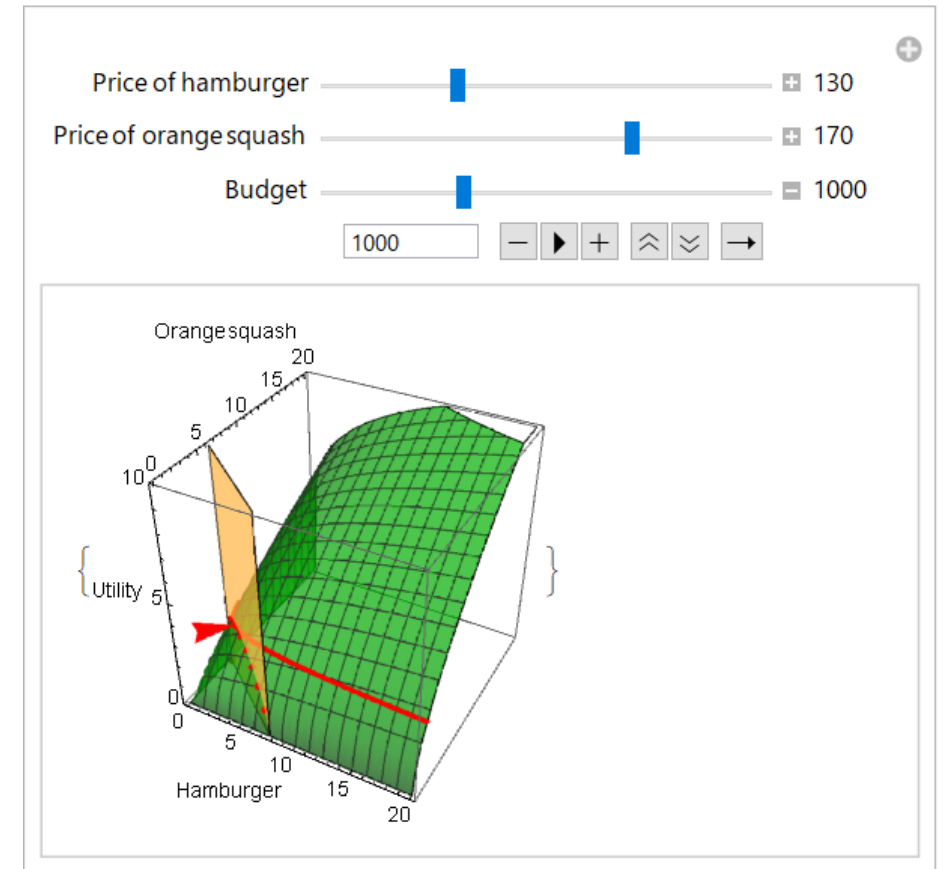 Price of hamburger 130
Price of orange squash 170
Budget 1000
1000
Orange squash
20
15
10
5
0
10
Utility 5
0
0
5
10
15
20
Hamburger